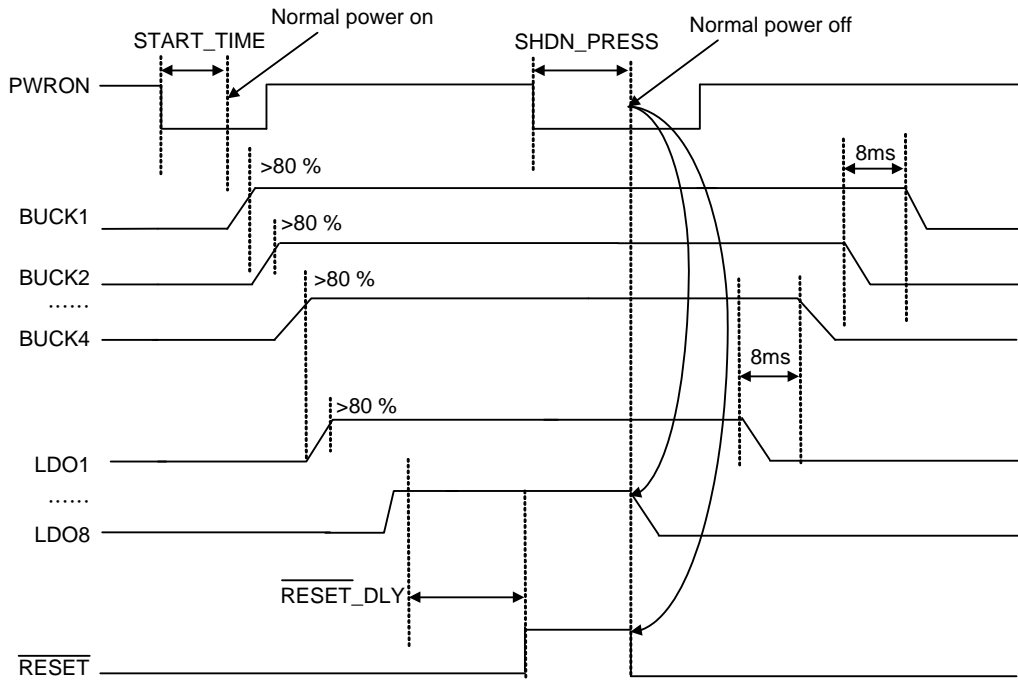 Normal power on
START_TIME
SHDN_PRESS
Normal power off
PWRON
8ms
>80 %
BUCK1
>80 %
BUCK2
>80 %
......
BUCK4
8ms
>80 %
LDO1
......
LDO8
RESET_DLY
RESET